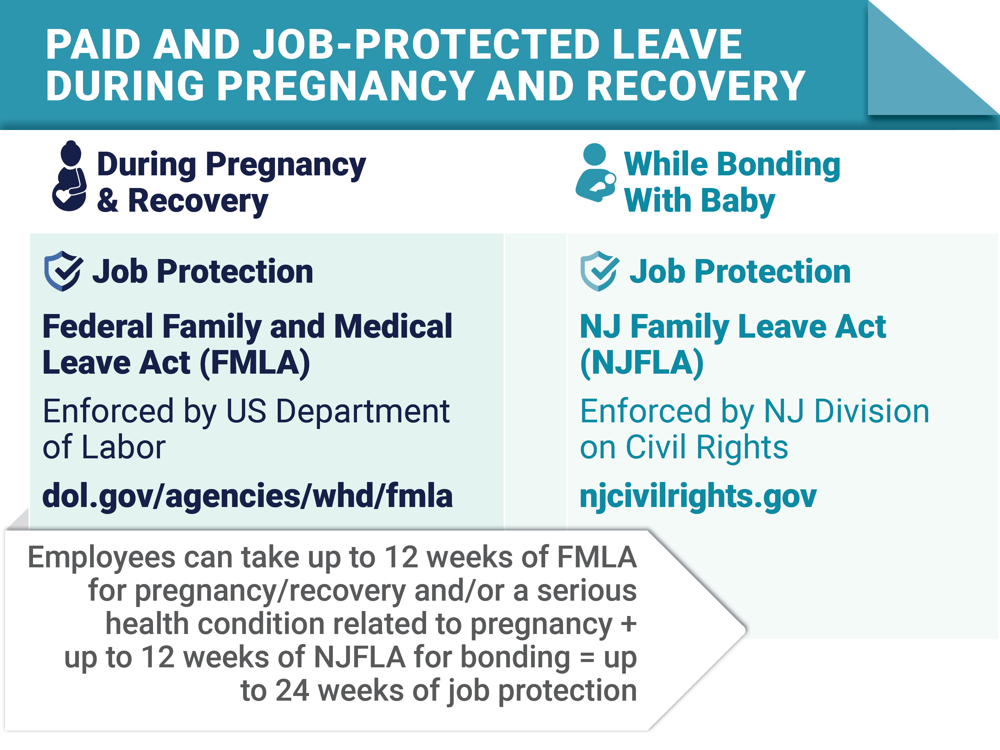 PAID AND JOB-PROTECTED LEAVE
DURING PREGNANCY AND RECOVERY
During Pregnancy
& Recovery
Job Protection
Federal Family and Medical
Leave Act (FMLA)
Enforced by US Department
of Labor
dol.gov/agencies/whd/fmla
While Bonding
With Baby
Job Protection
NJ Family Leave Act
(NJFLA)
Enforced by NJ Division
on Civil Rights
njcivilrights.gov
Employees can take up to 12 weeks of FMLA
for pregnancy/recovery and/or a serious
health condition related to pregnancy +
up to 12 weeks of NJFLA for bonding = up
to 24 weeks of job protection